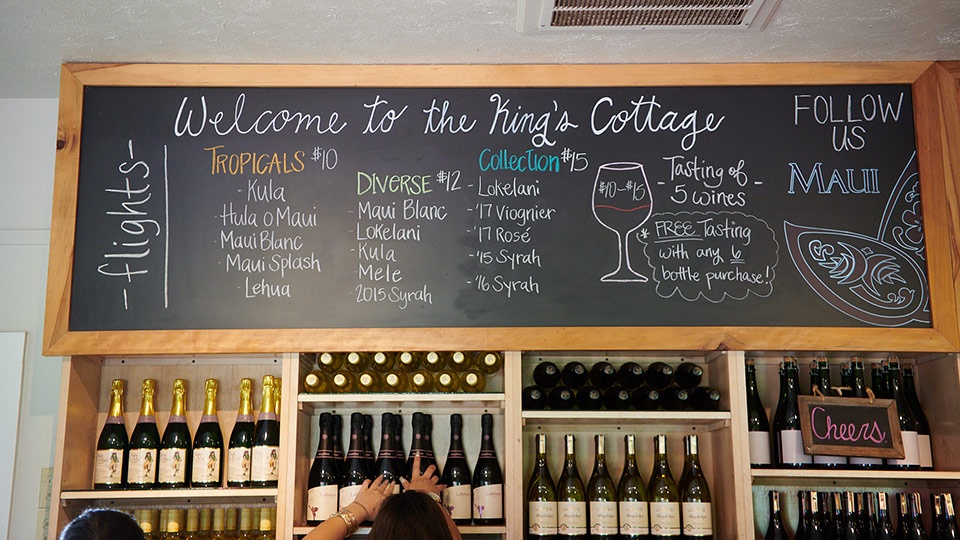 Welcome to the King's Cottage
-flights-
TROPICALS $10
- Kula
- Hula o Maui
- Maui Blanc
- Maui Splash
- Lehua
DIVERSE $12
- Maui Blanc
- Lokelani
- Kula
- Mele
- 2015 Syrah
Collection $15
- Lokelani
- '17 Viognier
- '17 Rosé
- '15 Syrah
- '16 Syrah
$10-$15
- Tasting of -
5 wines
* FREE Tasting
with any 6
bottle purchase!
FOLLOW
US
MAUI
Cheers